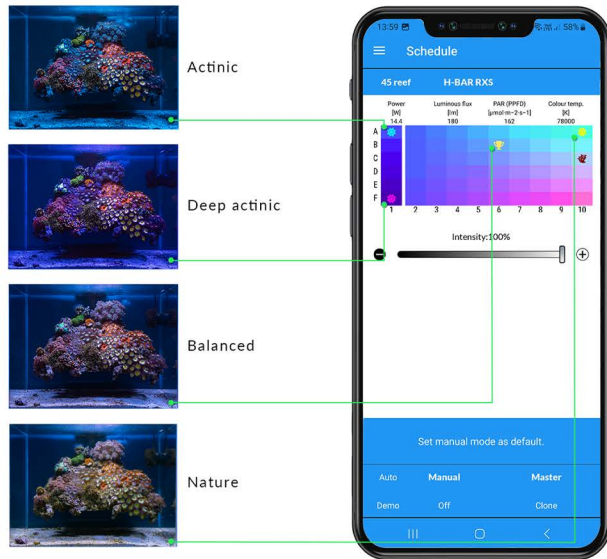 Actinic
Deep actinic
Balanced
Nature
13:59
58%
Schedule
45 reef H-BAR RXS
Power Luminous flux PAR (PPFD) Colour temp.
[W] [lm] [μmol·m-2·s-1] [K]
14.4 180 162 78000
A
B
C
D
E
F
1 2 3 4 5 6 7 8 9 10
Intensity:100%
Set manual mode as default.
Auto Manual Master
Demo Off Clone